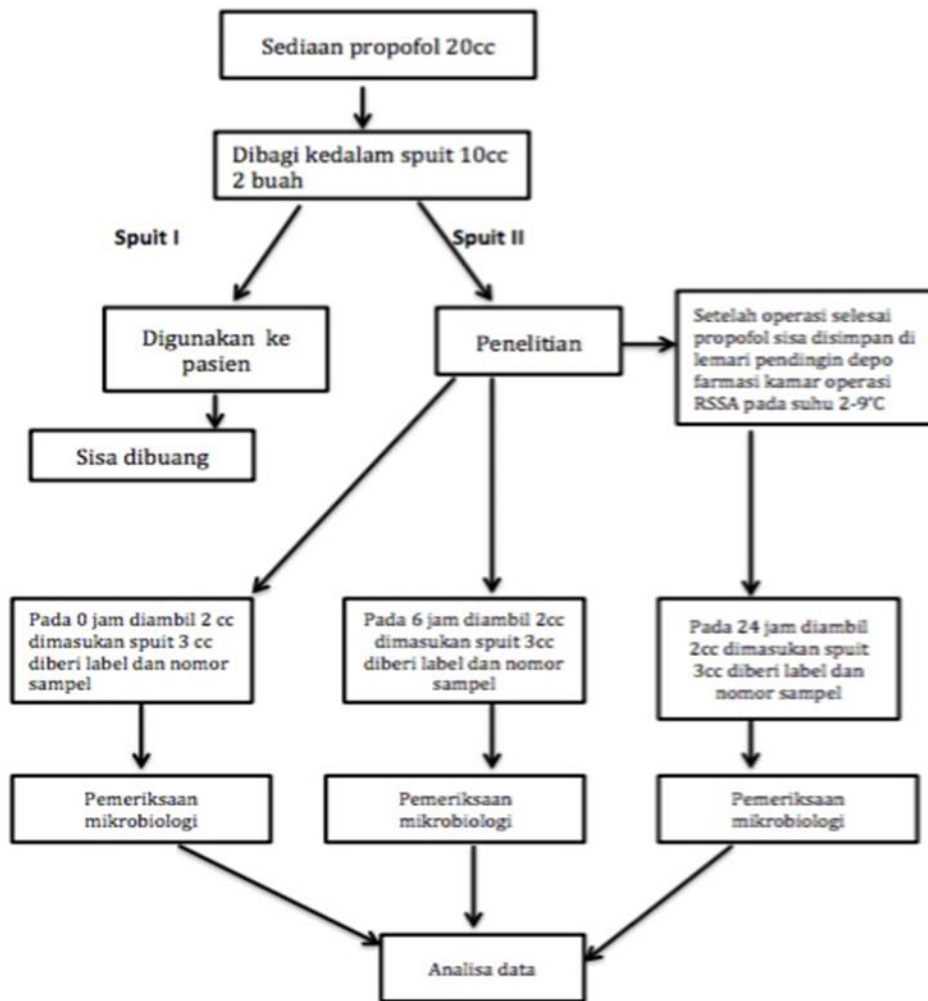 Sediaan propofol 20cc
Dibagi kedalam spuit 10cc
2 buah
Spuit I
Spuit II
Digunakan ke
pasien
Penelitian
Setelah operasi selesai
propofol sisa disimpan di
lemari pendingin depo
farmasi kamar operasi
RSSA pada suhu 2-9°C
Sisa dibuang
Pada 0 jam diambil 2 cc
dimasukan spuit 3 cc
diberi label dan nomor
sampel
Pada 6 jam diambil 2cc
dimasukan spuit 3cc
diberi label dan nomor
sampel
Pada 24 jam diambil
2cc dimasukan spuit
3cc diberi label dan
nomor sampel
Pemeriksaan
mikrobiologi
Pemeriksaan
mikrobiologi
Pemeriksaan
mikrobiologi
Analisa data